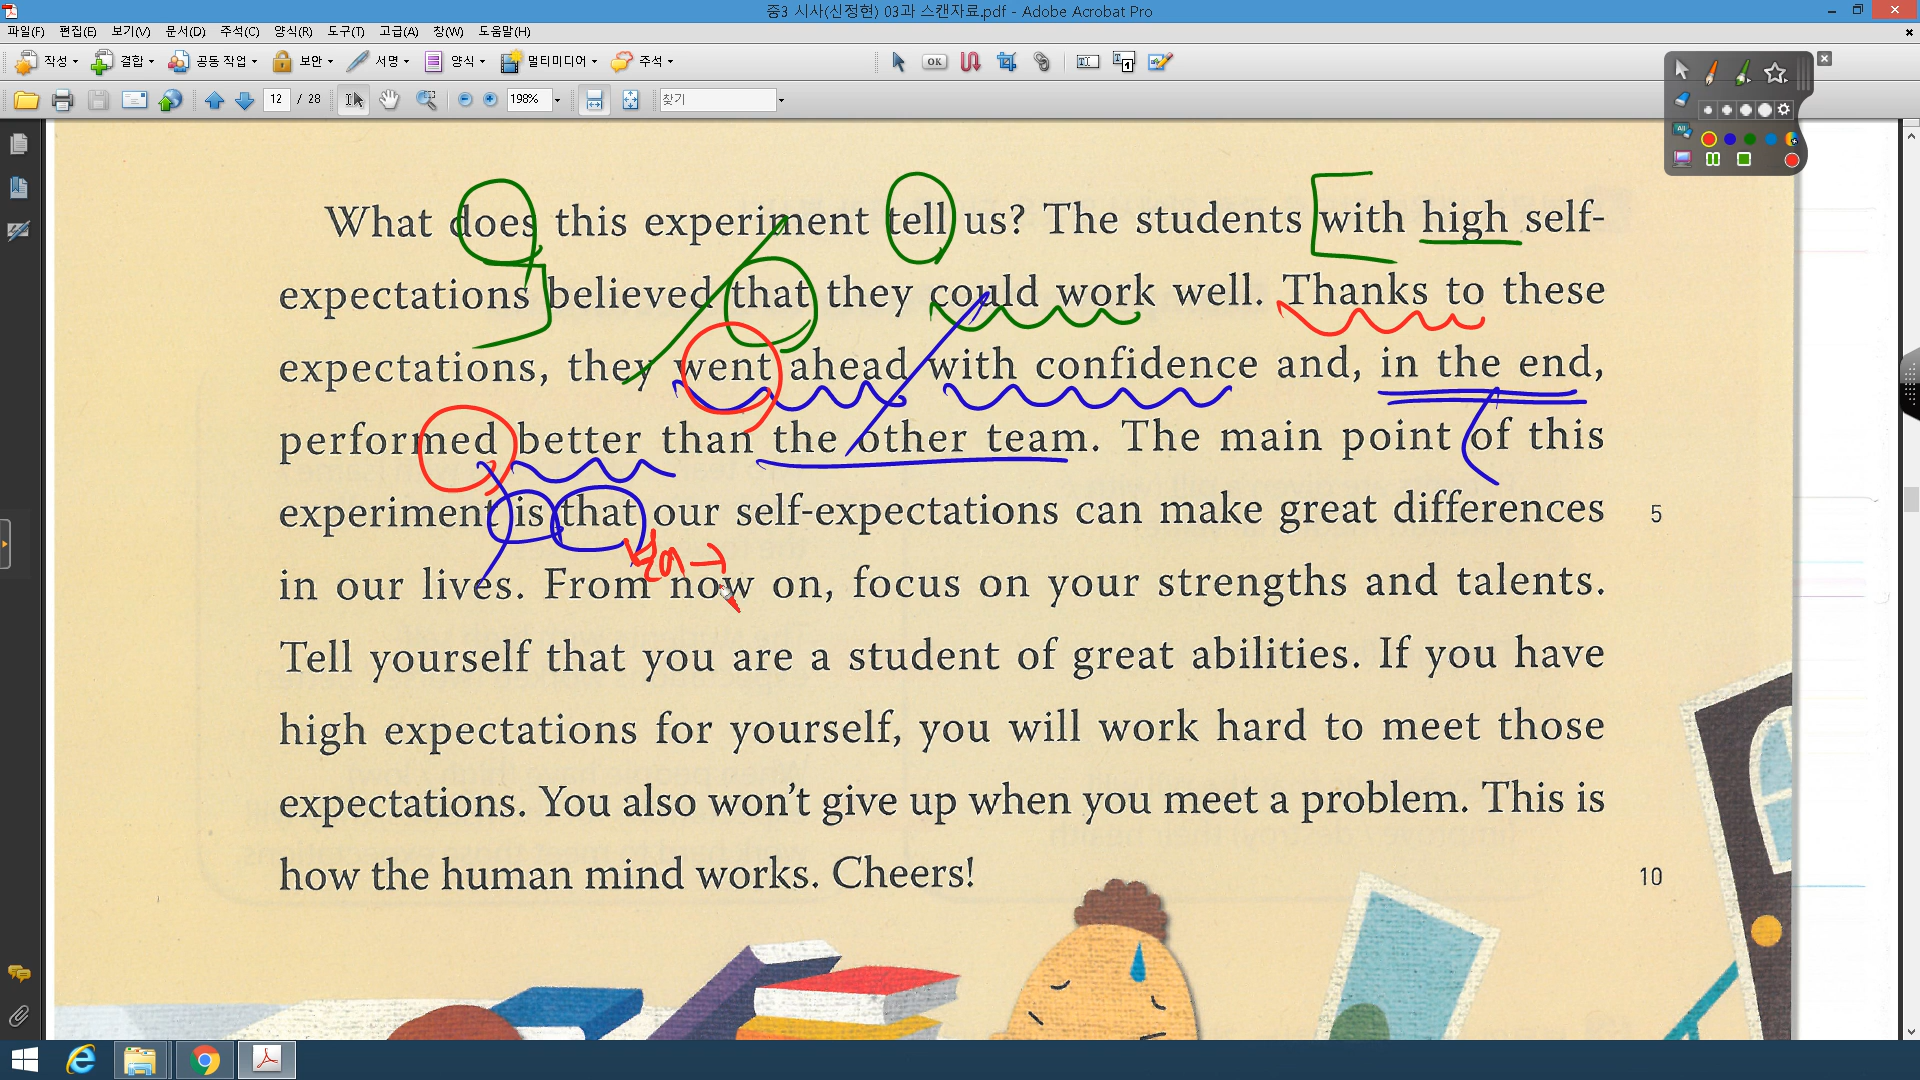 중3 시사(신정현) 03과 스캔자료.pdf - Adobe Acrobat Pro
파일(F) 편집(E) 보기(V) 문서(D) 주석(C) 양식(R) 도구(T) 고급(A) 창(W) 도움말(H)
작성 결합 공동 작업 보안 서명 양식 멀티미디어 주석 OK
12 / 28 198% 찾기
What does this experiment tell us? The students with high self-
expectations believed that they could work well. Thanks to these
expectations, they went ahead with confidence and, in the end,
performed better than the other team. The main point of this
experiment is that our self-expectations can make great differences 5
in our lives. From now on, focus on your strengths and talents.
Tell yourself that you are a student of great abilities. If you have
high expectations for yourself, you will work hard to meet those
expectations. You also won't give up when you meet a problem. This is
how the human mind works. Cheers! 10